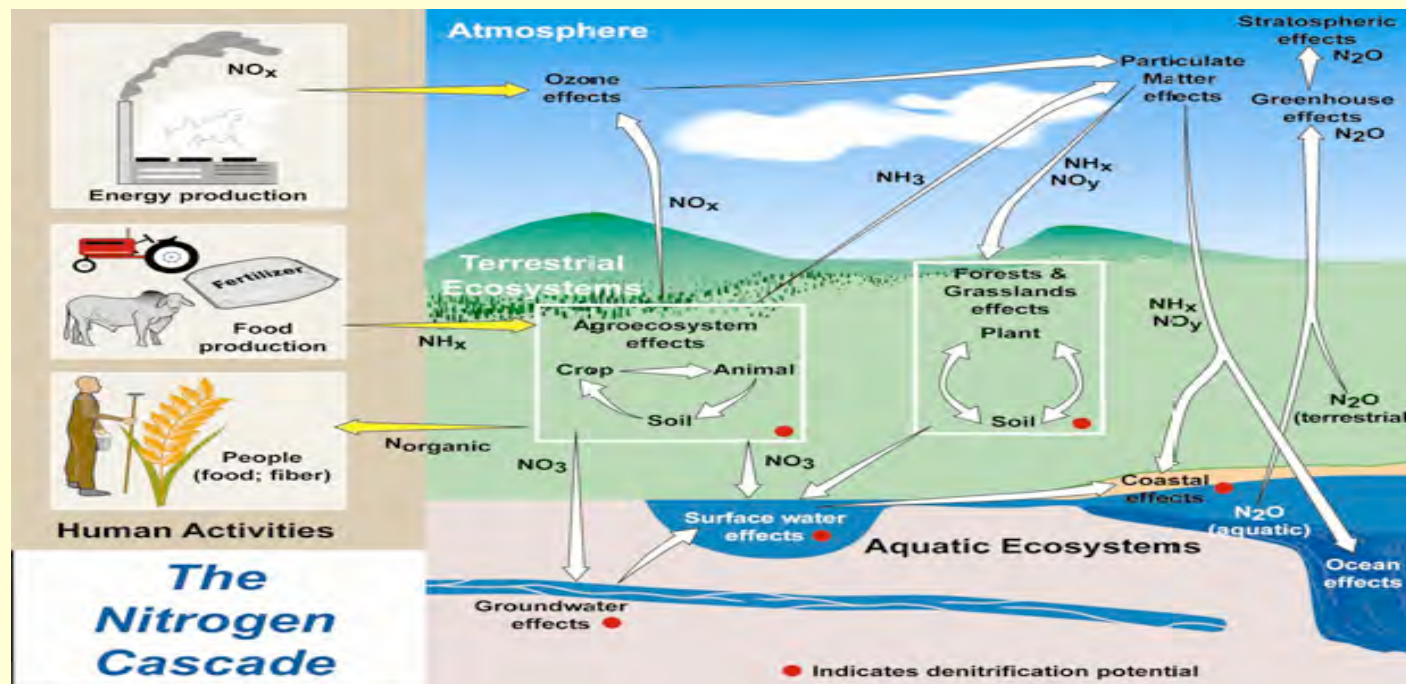 NOx
Energy production
Fertilizer
Food
production
People
(food; fiber)
Human Activities
The
Nitrogen
Cascade
Atmosphere
Ozone
effects
Particulate
Matter
effects
Stratospheric
effects
N2O
Greenhouse
effects
N2O
NH3
NHx
NOy
NOx
Terrestrial
Ecosystems
NHx
Agroecosystem
effects
Crop
Animal
Soil
Forests &
Grasslands
effects
Plant
Soil
NHx
NOy
N2O
(terrestrial)
Norganic
NO3
NO3
Coastal
effects
N2O
(aquatic)
Surface water
effects
Aquatic Ecosystems
Ocean
effects
Groundwater
effects
Indicates denitrification potential